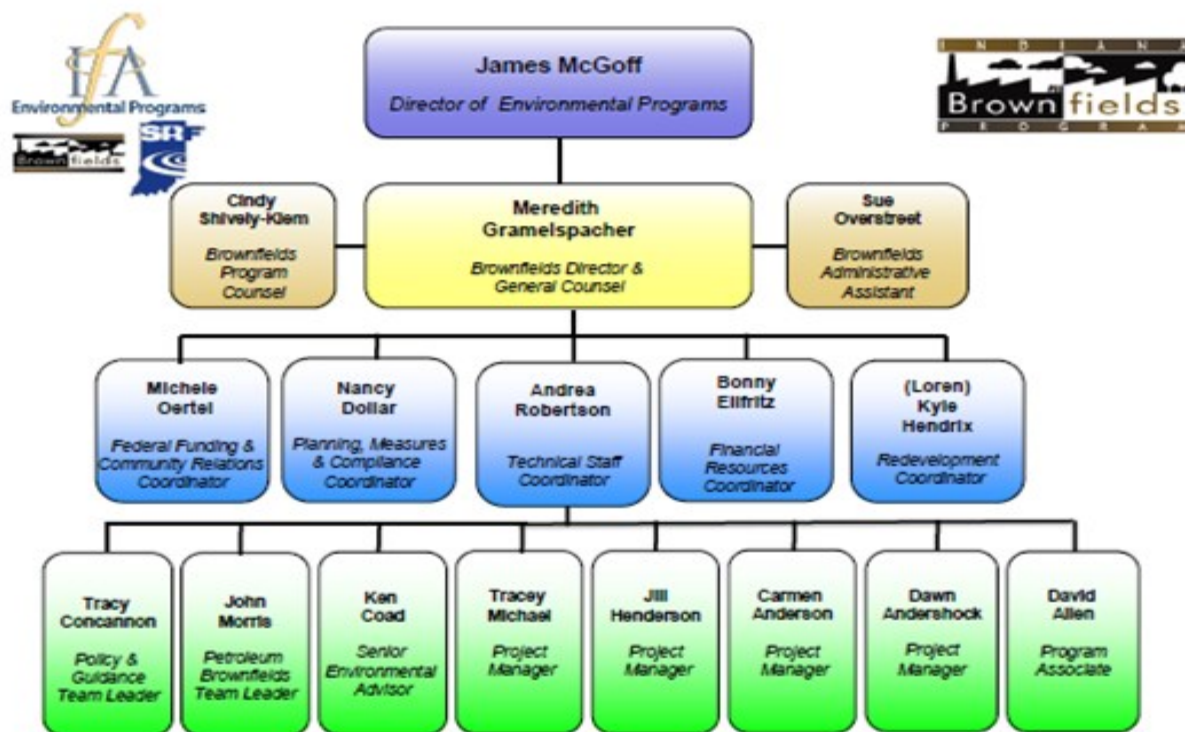 IFA
Environmental Programs
Brownfields
SRF
James McGoff
Director of Environmental Programs
INDIANA
Brownfields
PROGRAM
Cindy
Shively-Klem
Brownfields
Program
Counsel
Meredith
Gramelspacher
Brownfields Director &
General Counsel
Sue
Overstreet
Brownfields
Administrative
Assistant
Michele
Oertel
Federal Funding &
Community Relations
Coordinator
Nancy
Dollar
Planning, Measures
& Compliance
Coordinator
Andrea
Robertson
Technical Staff
Coordinator
Bonny
Elifritz
Financial
Resources
Coordinator
(Loren)
Kyle
Hendrix
Redevelopment
Coordinator
Tracy
Concannon
Policy &
Guidance
Team Leader
John
Morris
Petroleum
Brownfields
Team Leader
Ken
Coad
Senior
Environmental
Advisor
Tracey
Michael
Project
Manager
Jill
Henderson
Project
Manager
Carmen
Anderson
Project
Manager
Dawn
Andershock
Project
Manager
David
Allen
Program
Associate